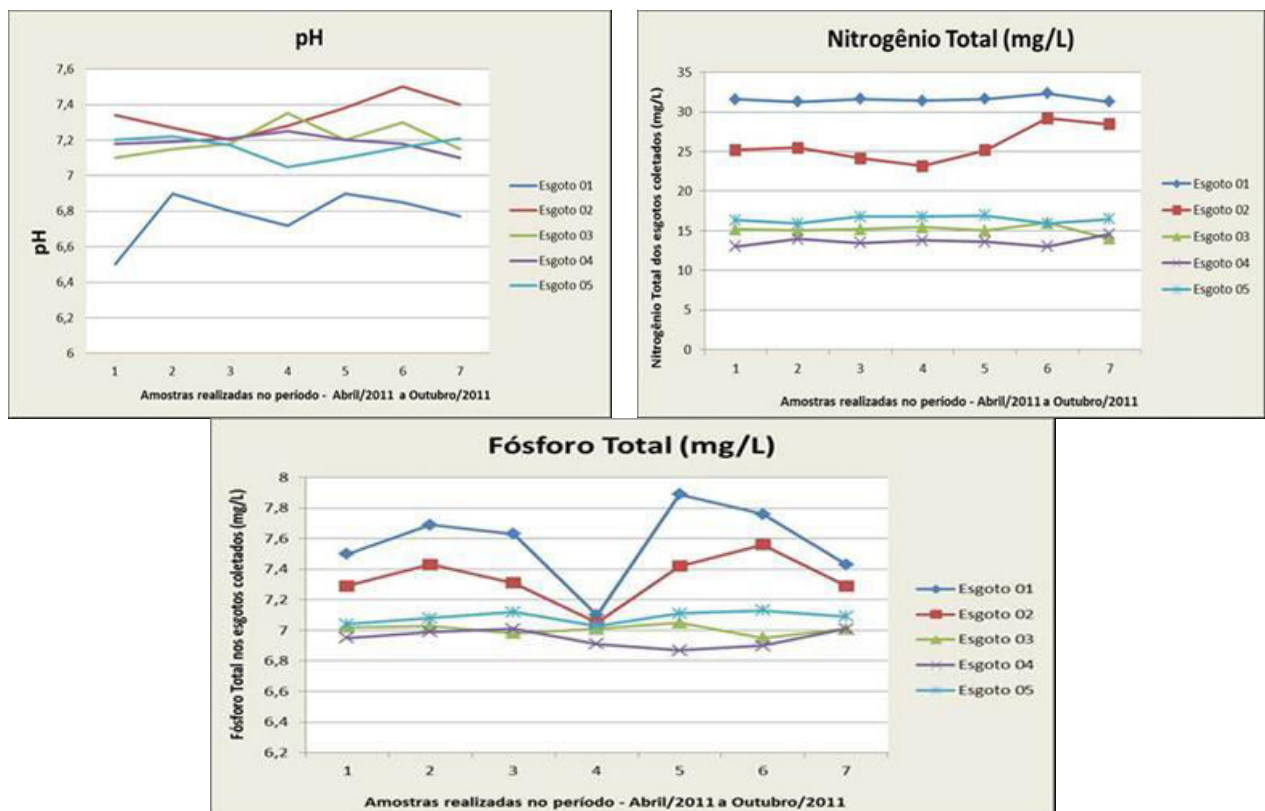 pH
pH
7,6
7,4
7,2
7
6,8
6,6
6,4
6,2
6
1 2 3 4 5 6 7
Amostras realizadas no período - Abril/2011 a Outubro/2011
Esgoto 01
Esgoto 02
Esgoto 03
Esgoto 04
Esgoto 05
Nitrogênio Total (mg/L)
Nitrogênio Total dos esgotos coletados (mg/L)
35
30
25
20
15
10
5
0
1 2 3 4 5 6 7
Amostras realizadas no período - Abril/2011 a Outubro/2011
Esgoto 01
Esgoto 02
Esgoto 03
Esgoto 04
Esgoto 05
Fósforo Total (mg/L)
Fósforo Total nos esgotos coletados (mg/L)
8
7,8
7,6
7,4
7,2
7
6,8
6,6
6,4
6,2
1 2 3 4 5 6 7
Amostras realizadas no período - Abril/2011 a Outubro/2011
Esgoto 01
Esgoto 02
Esgoto 03
Esgoto 04
Esgoto 05